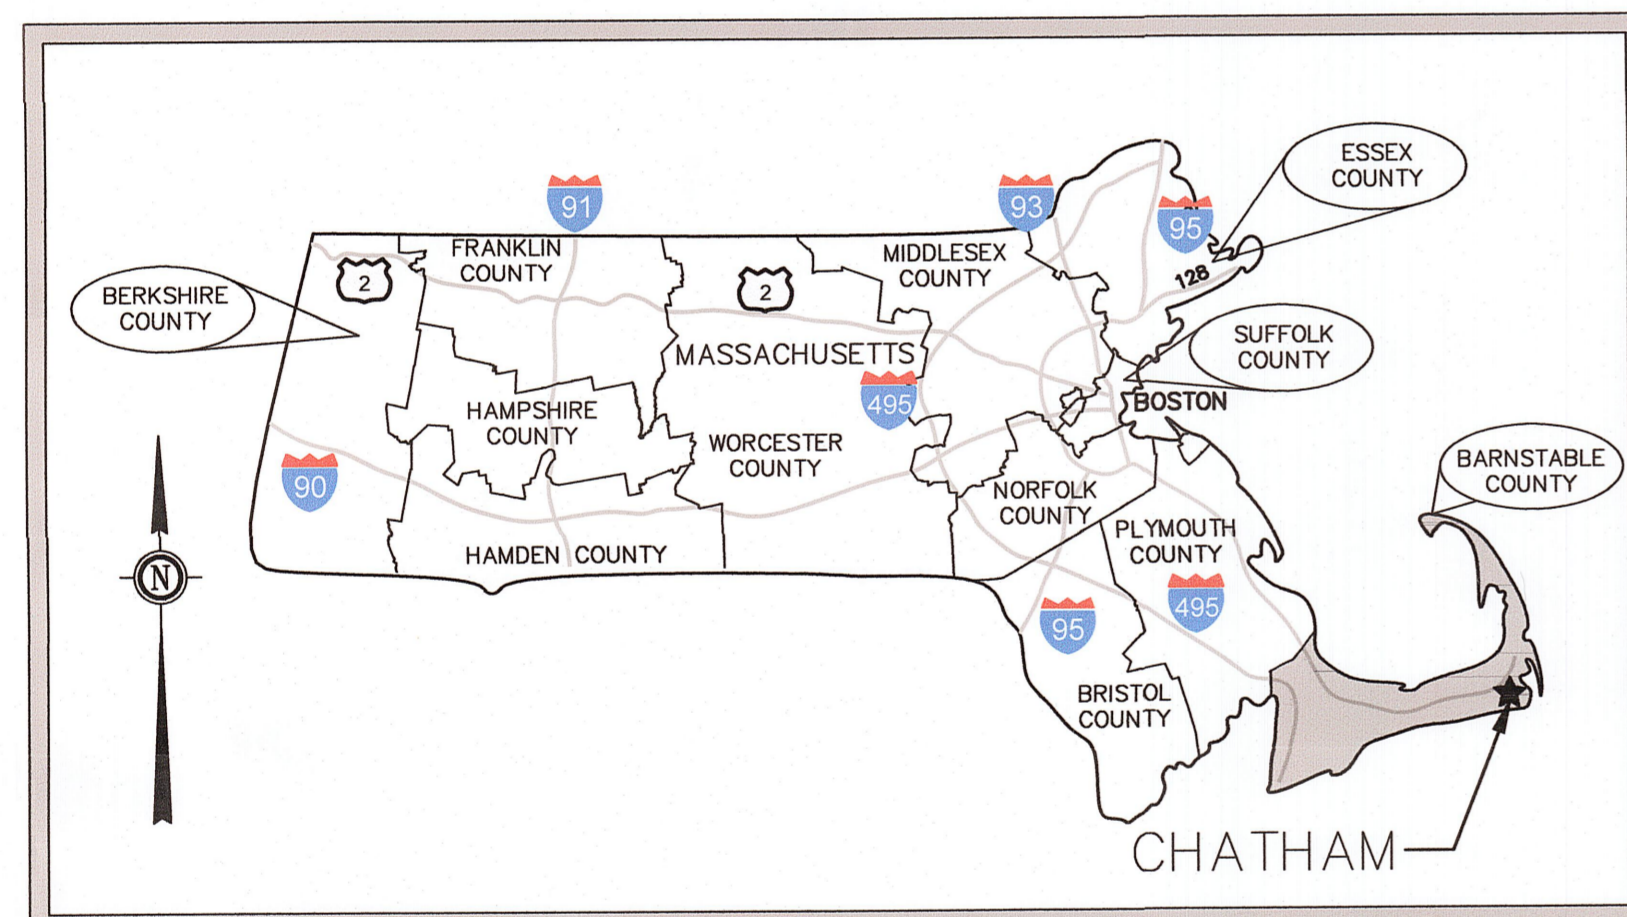 ESSEX
COUNTY
91
93
95
FRANKLIN
COUNTY
MIDDLESEX
COUNTY
128
2
2
BERKSHIRE
COUNTY
SUFFOLK
COUNTY
MASSACHUSETTS
495
BOSTON
HAMPSHIRE
COUNTY
WORCESTER
COUNTY
BARNSTABLE
COUNTY
90
NORFOLK
COUNTY
PLYMOUTH
COUNTY
HAMDEN COUNTY
N
495
95
BRISTOL
COUNTY
CHATHAM